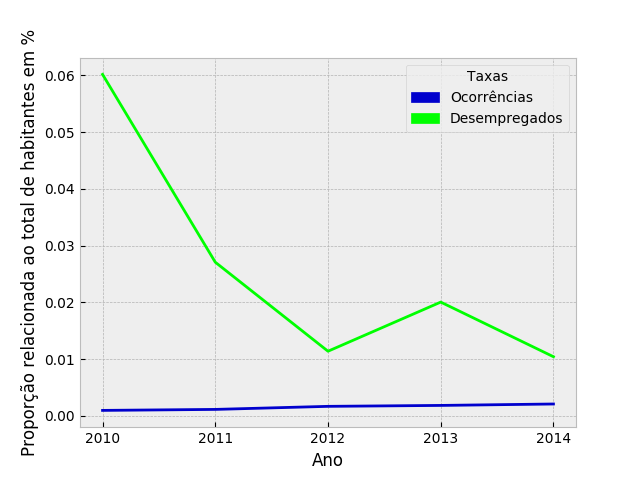 Proporção relacionada ao total de habitantes em %
0.06
0.05
0.04
0.03
0.02
0.01
0.00
Taxas
Ocorrências
Desempregados
2010 2011 2012 2013 2014
Ano